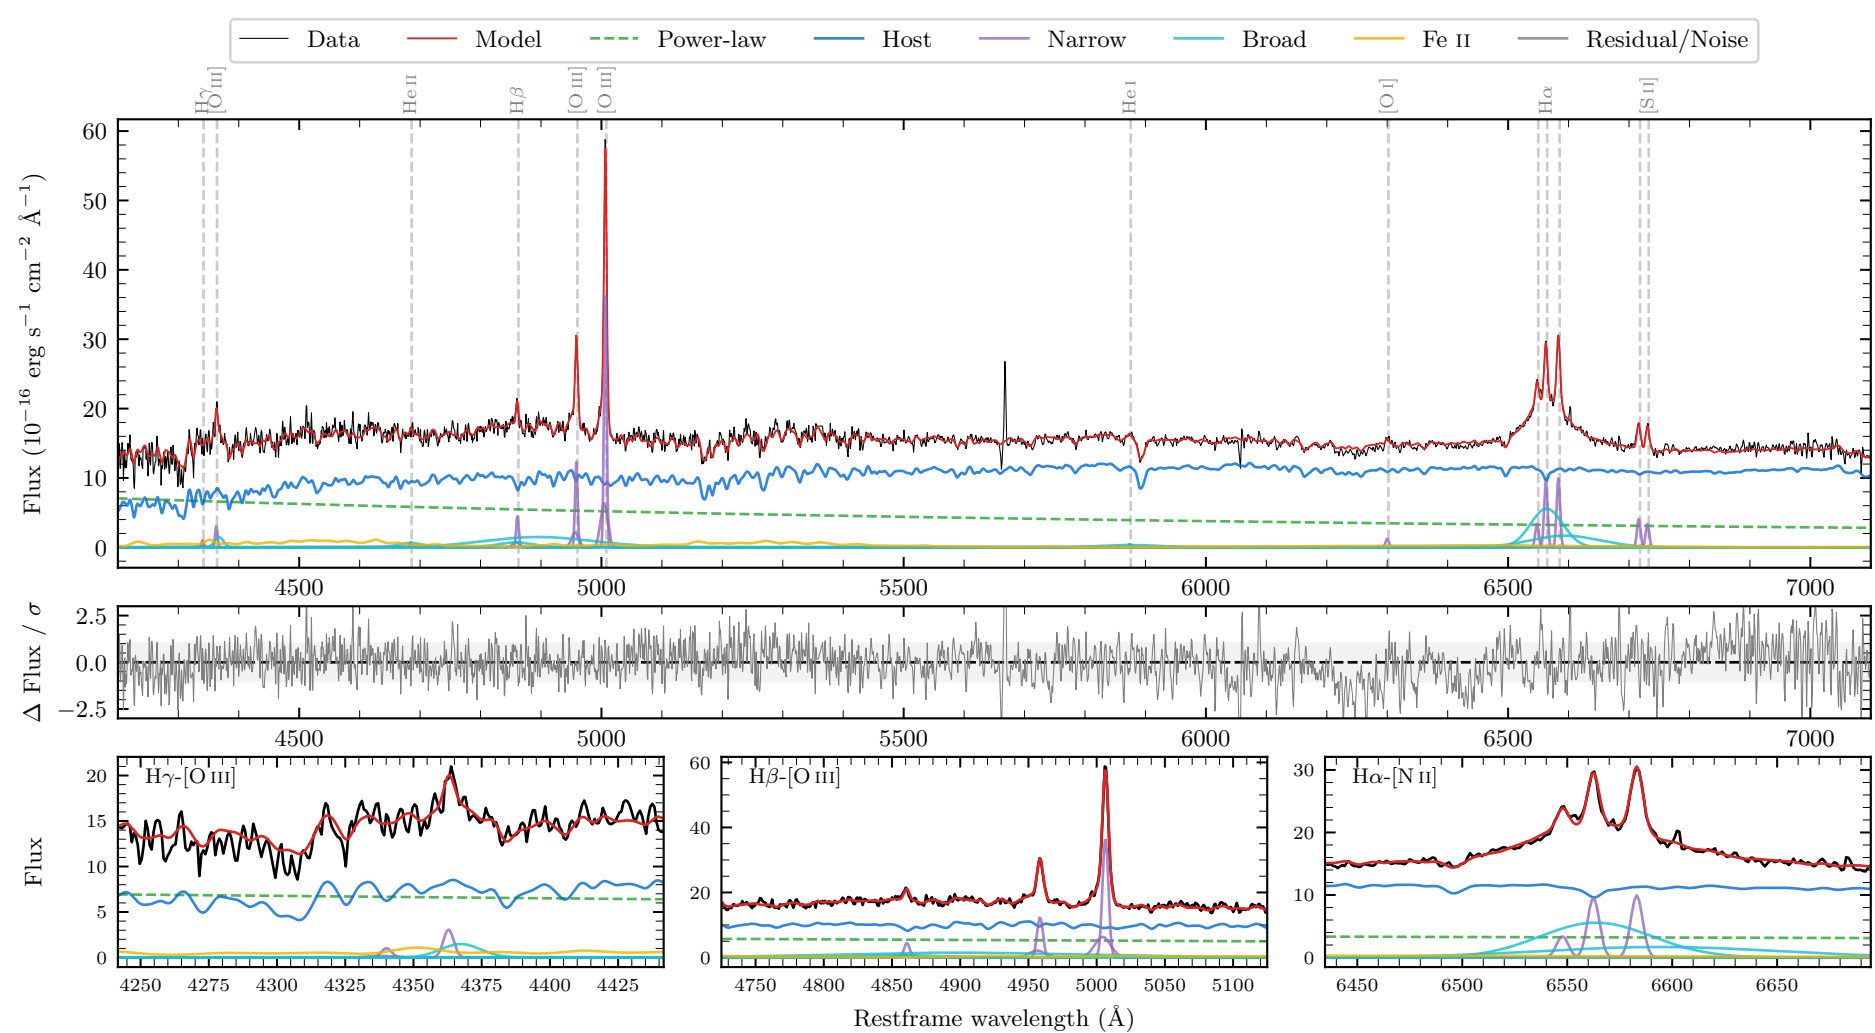 Data Model Power-law Host Narrow Broad Fe II Residual/Noise
Hγ [O III] He II Hβ [O III] [O III] He I [O I] Hα [S II]
Flux (10⁻¹⁶ erg s⁻¹ cm⁻² Å⁻¹)
60
50
40
30
20
10
0
4500 5000 5500 6000 6500 7000
Δ Flux / σ
2.5
0.0
−2.5
4500 5000 5500 6000 6500 7000
Flux
Hγ-[O III]
20
15
10
5
0
4250 4275 4300 4325 4350 4375 4400 4425
Hβ-[O III]
60
40
20
0
4750 4800 4850 4900 4950 5000 5050 5100
Hα-[N II]
30
20
10
0
6450 6500 6550 6600 6650
Restframe wavelength (Å)